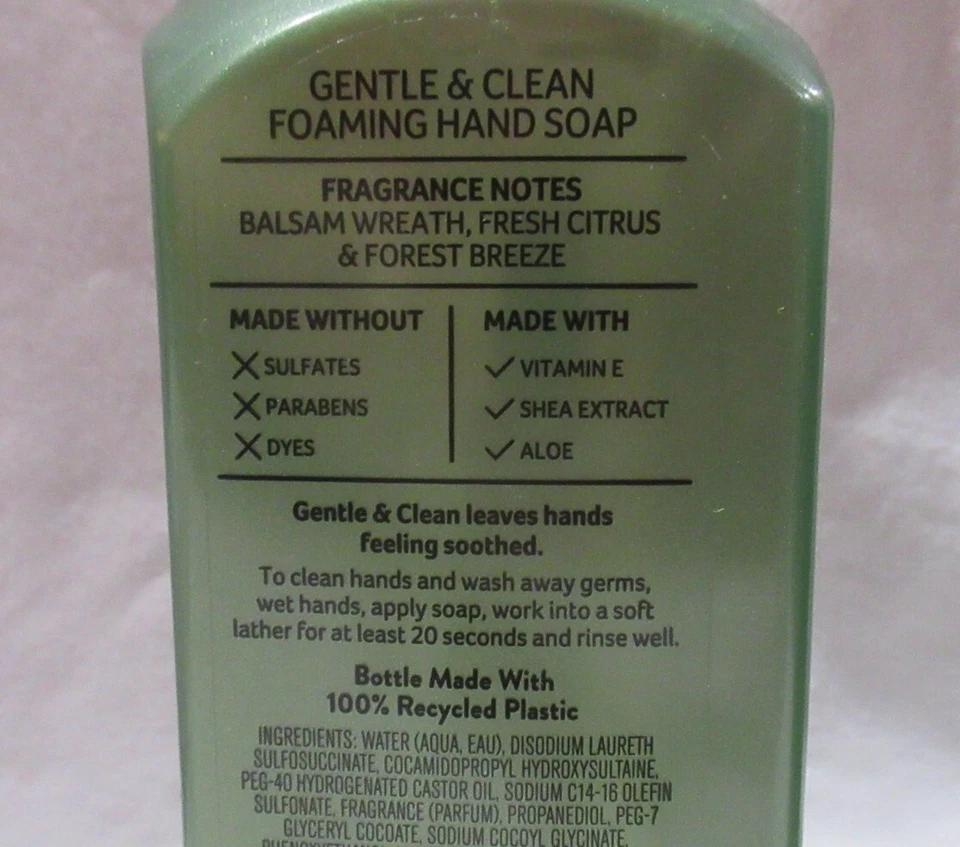 GENTLE & CLEAN
FOAMING HAND SOAP
FRAGRANCE NOTES
BALSAM WREATH, FRESH CITRUS
& FOREST BREEZE
MADE WITHOUT
SULFATES
PARABENS
DYES
MADE WITH
VITAMIN E
SHEA EXTRACT
ALOE
Gentle & Clean leaves hands
feeling soothed.
To clean hands and wash away germs,
wet hands, apply soap, work into a soft
lather for at least 20 seconds and rinse well.
Bottle Made With
100% Recycled Plastic
INGREDIENTS: WATER (AQUA, EAU), DISODIUM LAURETH
SULFOSUCCINATE, COCAMIDOPROPYL HYDROXYSULTAINE,
PEG-40 HYDROGENATED CASTOR OIL, SODIUM C14-16 OLEFIN
SULFONATE, FRAGRANCE (PARFUM), PROPANEDIOL, PEG-7
GLYCERYL COCOATE, SODIUM COCOYL GLYCINATE,